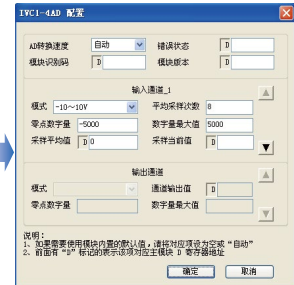 IVC1-4AD 配置
AD转换速度 自动 错误状态 D
模块识别码 D 模块版本 D
输入通道_1
模式 -10~10V 平均采样次数 8
零点数字量 -5000 数字量最大值 5000
采样平均值 D 0 采样当前值 D
输出通道
模式 通道输出值 D
零点数字量 数字量最大值
说明：
1、如果需要使用模块内置的默认值，请将对应项设为空或“自动”
2、前面有“D”标记的表示该项对应主模块 D 寄存器地址
确定 取消